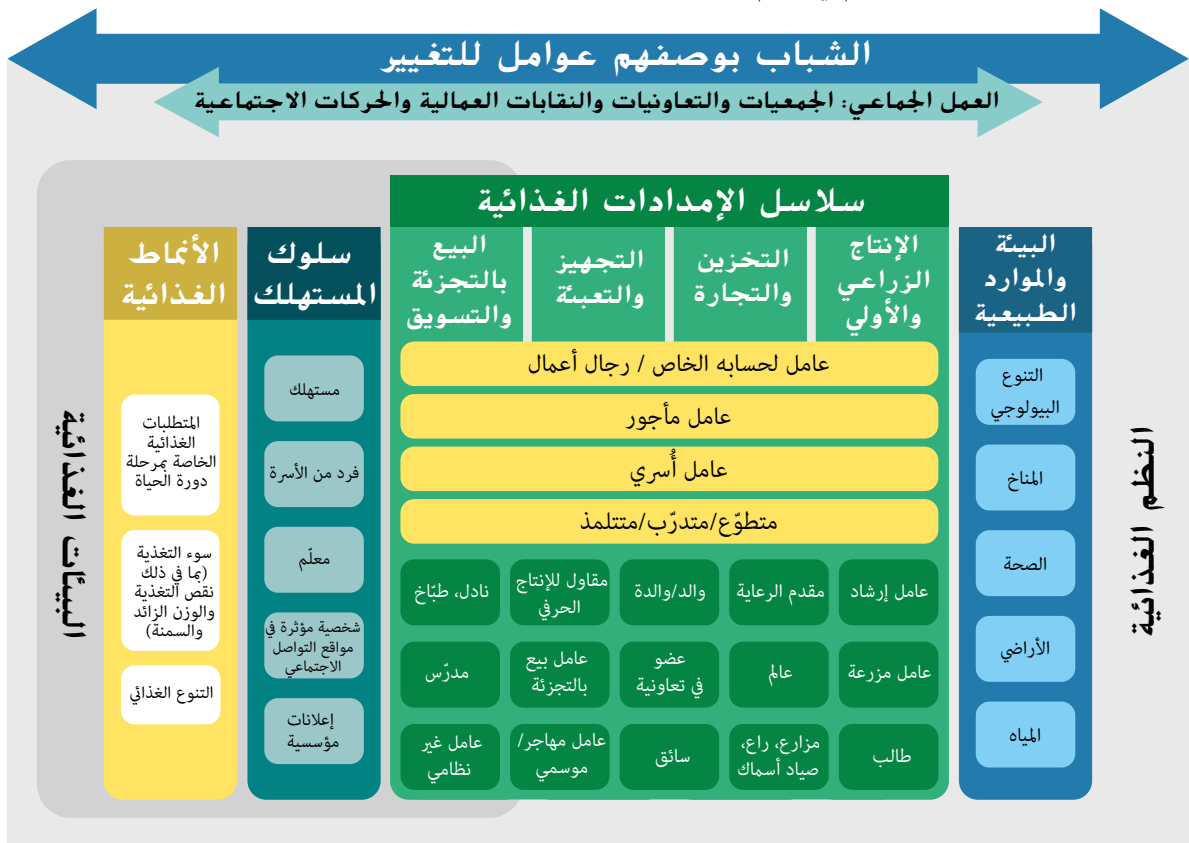 الشباب بوصفهم عوامل للتغيير
العمل الجماعي: الجمعيات والتعاونيات والنقابات العمالية والحركات الاجتماعية
النظم الغذائية
البيئة
والموارد
الطبيعية
التنوع
البيولوجي
المناخ
الصحة
الأراضي
المياه
سلاسل الإمدادات الغذائية
الإنتاج
الزراعي
والأولي
التخزين
والتجارة
التجهيز
والتعبئة
البيع
بالتجزئة
والتسويق
عامل لحسابه الخاص / رجال أعمال
عامل مأجور
عامل أُسري
متطوّع/متدرّب/متتلمذ
عامل إرشاد
مقدم الرعاية
والد/والدة
مقاول للإنتاج
الحرفي
نادل، طبّاخ
عامل مزرعة
عالم
عضو
في تعاونية
عامل بيع
بالتجزئة
مدرّس
طالب
مزارع، راع،
صياد أسماك
سائق
عامل مهاجر/
موسمي
عامل غير
نظامي
سلوك
المستهلك
مستهلك
فرد من الأسرة
معلّم
شخصية مؤثرة في
مواقع التواصل
الاجتماعي
إعلانات
مؤسسية
الأنماط
الغذائية
المتطلبات
الغذائية
الخاصة بمرحلة
دورة الحياة
سوء التغذية
(بما في ذلك
نقص التغذية
والوزن الزائد
والسمنة)
التنوع الغذائي
البيئات الغذائية